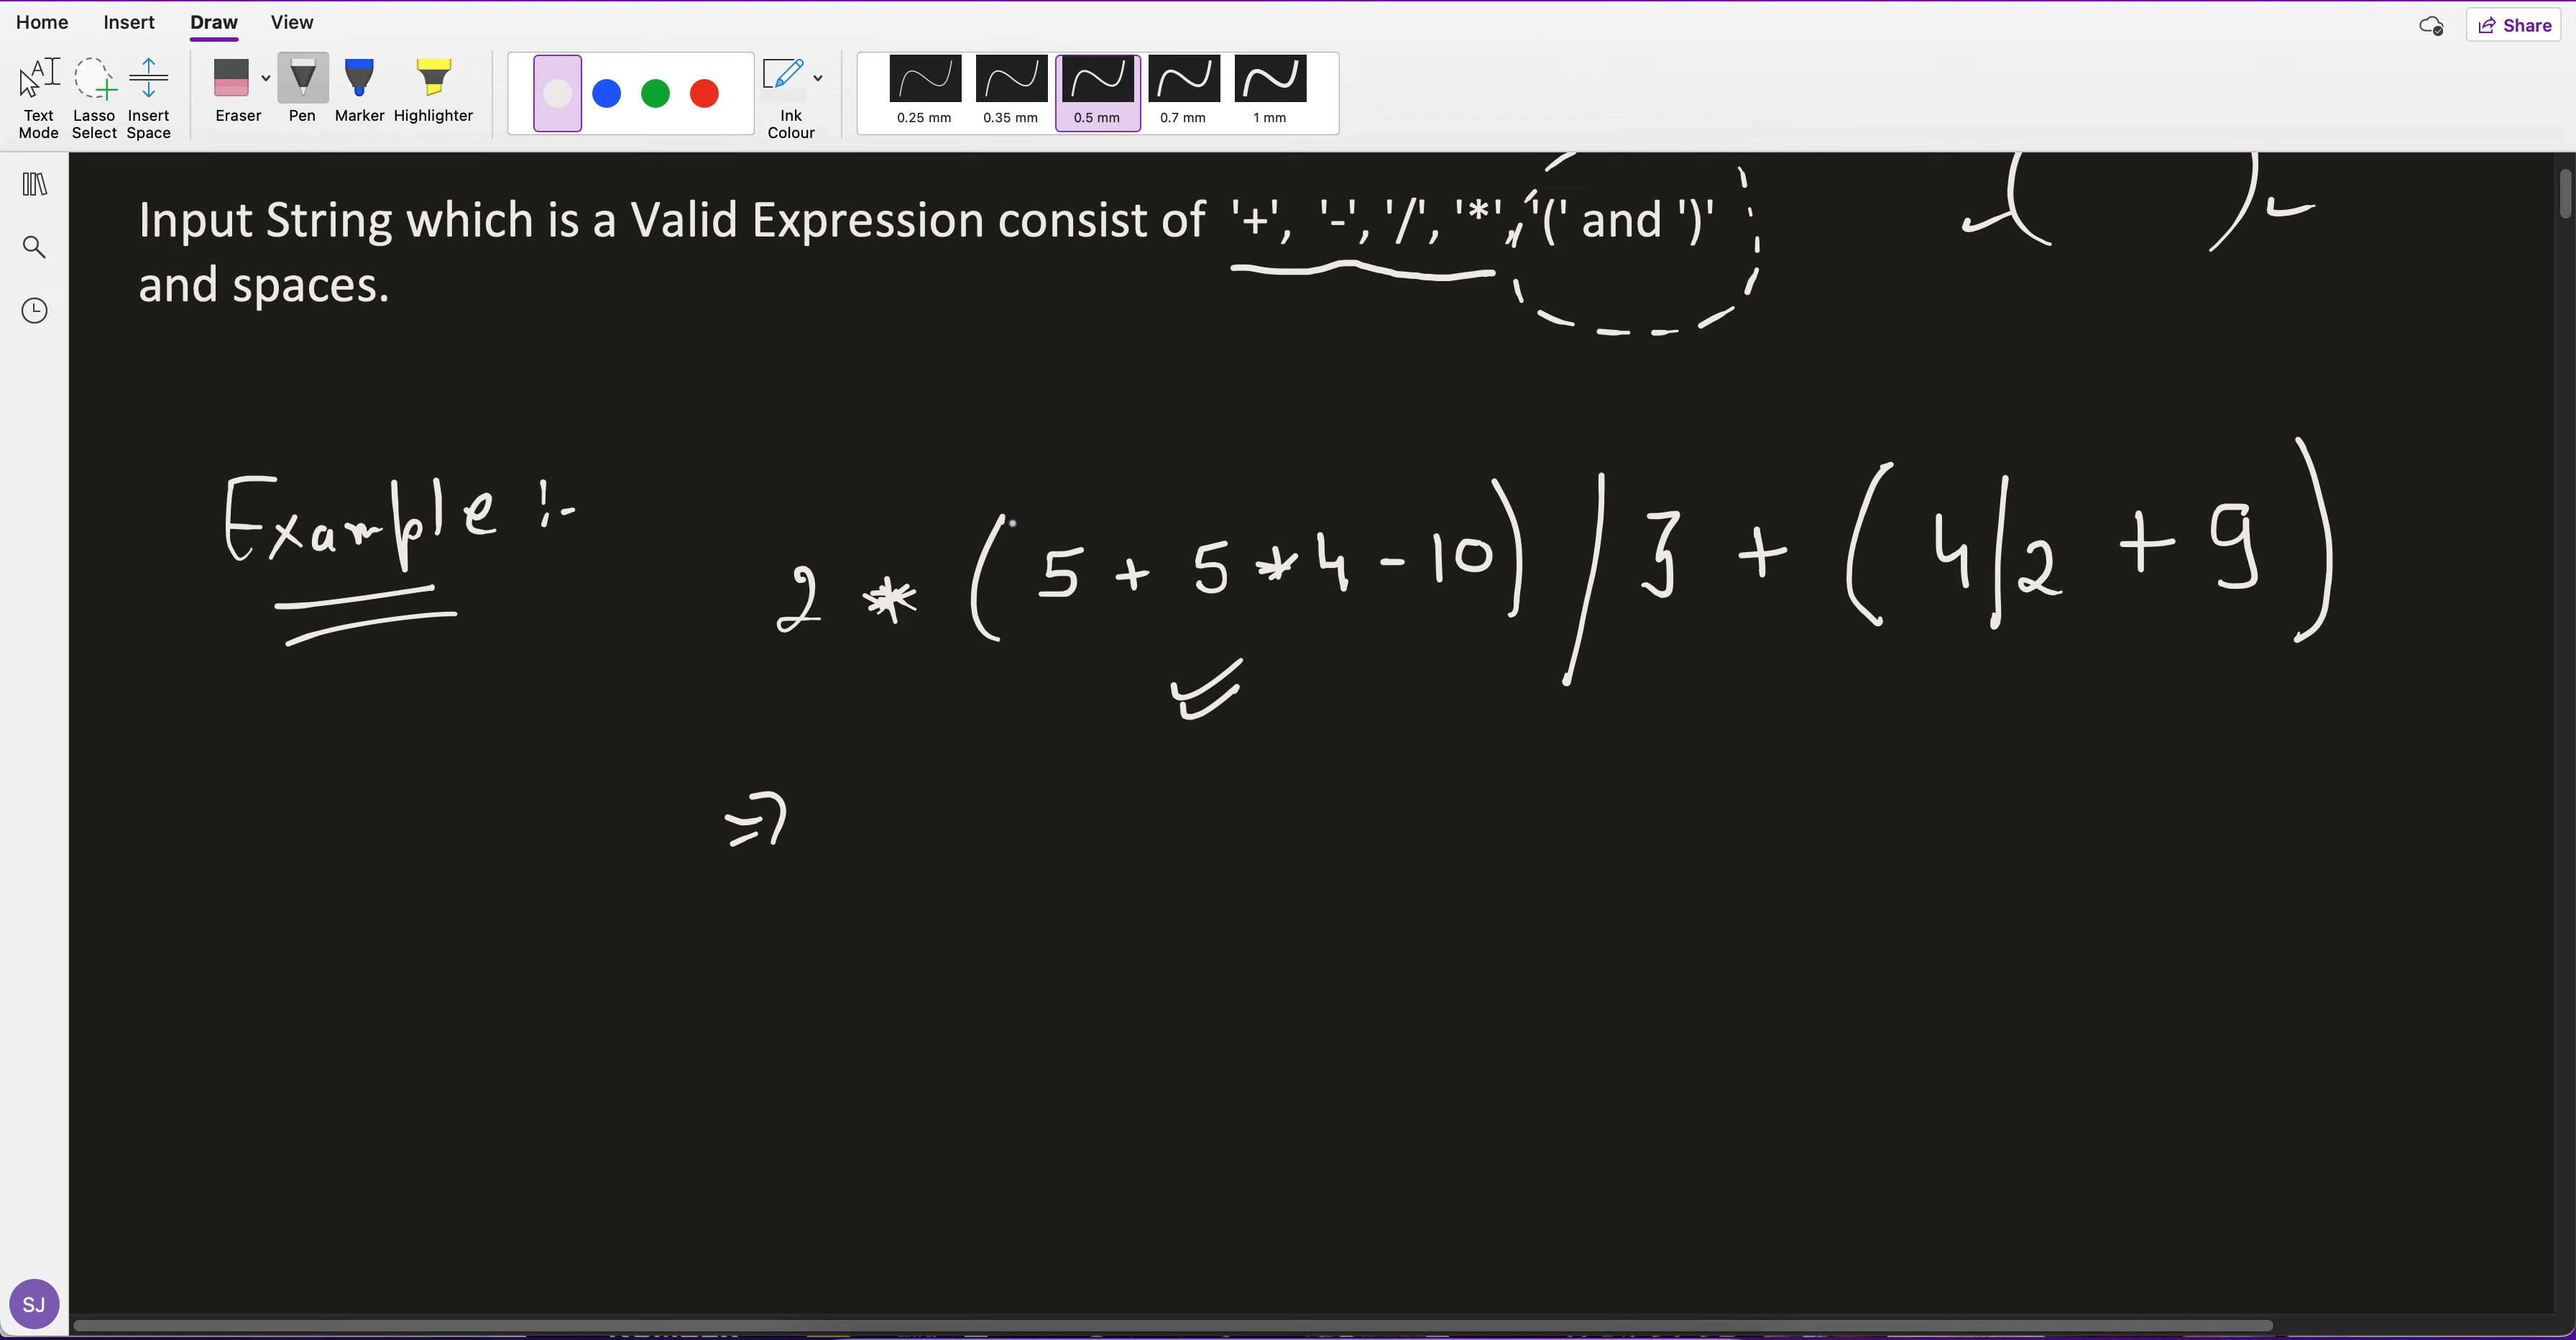 Home Insert Draw View
Share
Text Mode
Lasso Select
Insert Space
Eraser
Pen
Marker
Highlighter
Ink Colour
0.25 mm
0.35 mm
0.5 mm
0.7 mm
1 mm
Input String which is a Valid Expression consist of '+', '-', '/', '*', '(' and ')'
and spaces.
Example :-
2 * ( 5 + 5 * 4 - 10 ) / 3 + ( 4 / 2 + 9 )
=>
SJ